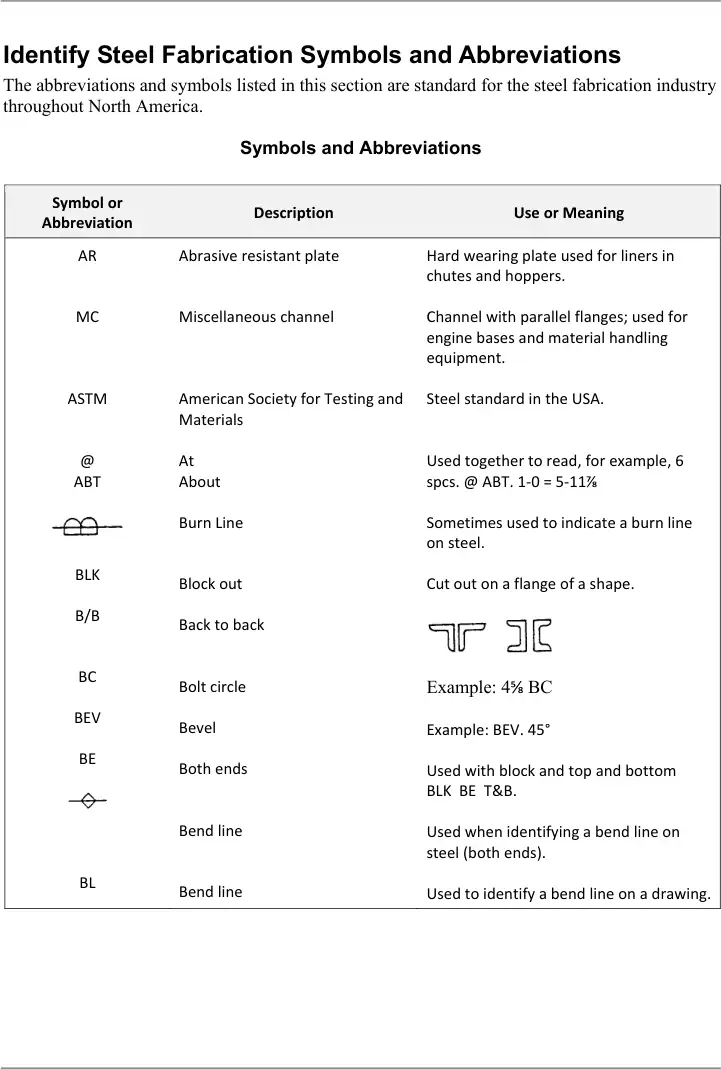 Identify Steel Fabrication Symbols and Abbreviations
The abbreviations and symbols listed in this section are standard for the steel fabrication industry
throughout North America.
Symbols and Abbreviations
Symbol or
Abbreviation
Description
Use or Meaning
AR
Abrasive resistant plate
Hard wearing plate used for liners in
chutes and hoppers.
MC
Miscellaneous channel
Channel with parallel flanges; used for
engine bases and material handling
equipment.
ASTM
American Society for Testing and
Materials
Steel standard in the USA.
@
ABT
At
About
Used together to read, for example, 6
spcs. @ ABT. 1-0 = 5-11⅞
Burn Line
Sometimes used to indicate a burn line
on steel.
BLK
Block out
Cut out on a flange of a shape.
B/B
Back to back
BC
Bolt circle
Example: 4⅝ BC
BEV
Bevel
Example: BEV. 45°
BE
Both ends
Used with block and top and bottom
BLK BE T&B.
Bend line
Used when identifying a bend line on
steel (both ends).
BL
Bend line
Used to identify a bend line on a drawing.